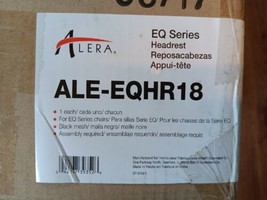 ALERA®
EQ Series
Headrest
Reposacabezas
Appui-tête
ALE-EQHR18
• 1 each/ cada uno/ chacun
• For EQ Series chairs/ Para sillas Serie EQ/ Pour les chaises de la Série EQ
• Black mesh/ malla negra/ maille noire
• Assembly required/ ensamblaje requerido/ assemblage requis